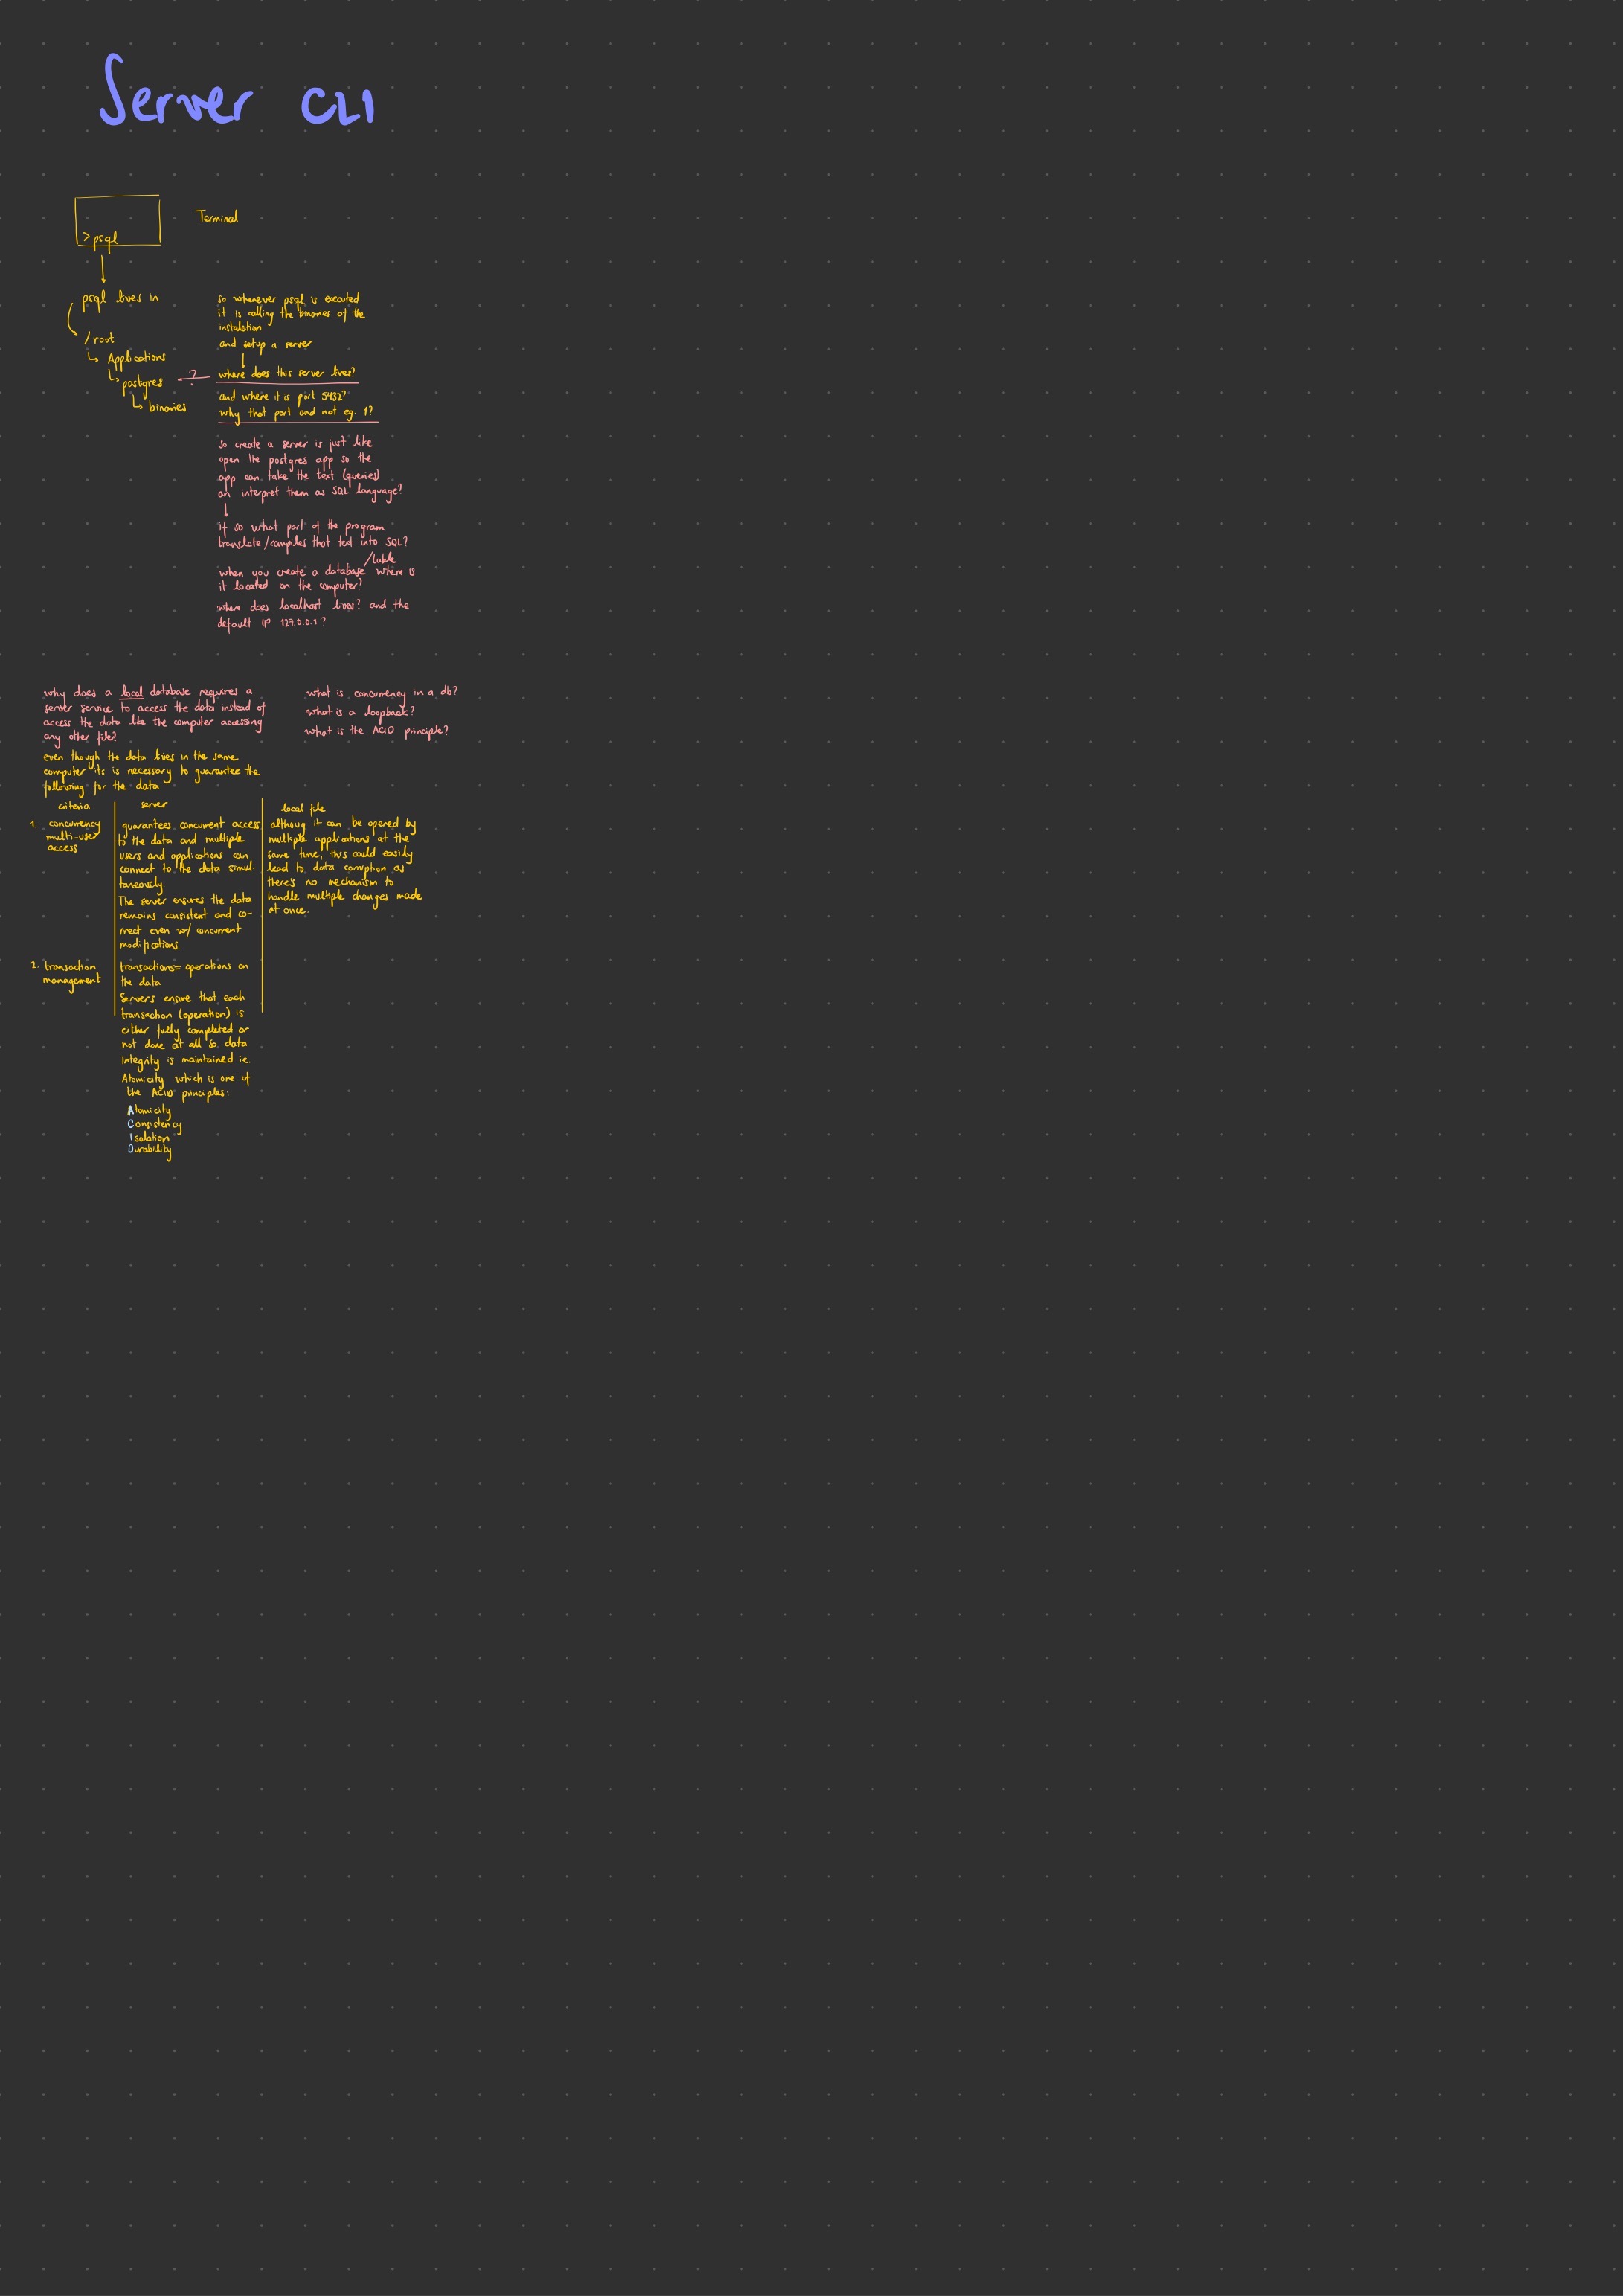 Server CLI
Terminal
> psql
psql lives in
/root
Applications
postgres
binaries
?
so whenever psql is executed
it is calling the binaries of the
instalation
and setup a server
where does this server lives?
and where it is port 5432?
why that port and not eg. 1?
so create a server is just like
open the postgres app so the
app can take the text (queries)
an interpret them as SQL language?
if so what part of the program
translate/compiles that text into SQL?
/table
when you create a database where is
it located on the computer?
where does localhost lives? and the
default IP 127.0.0.1?
why does a local database requires a
server service to access the data instead of
access the data like the computer accessing
any other file?
what is concurrency in a db?
what is a loopback?
what is the ACID principle?
even though the data lives in the same
computer its is necessary to guarantee the
following for the data
criteria
server
local file
1. concurrency
multi-user
access
guarantees concurrent access
to the data and multiple
users and applications can
connect to the data simul-
taneously.
The server ensures the data
remains consistent and co-
rrect even w/ concurrent
modifications.
althoug it can be opened by
multiple applications at the
same time, this could easily
lead to data corruption as
there's no mechanism to
handle multiple changes made
at once.
2. transaction
management
transactions= operations on
the data
Servers ensure that each
transaction (operation) is
either fully completed or
not done at all so data
Integrity is maintained i.e.
Atomicity which is one of
the ACID principles:
Atomicity
Consistency
Isolation
Durability